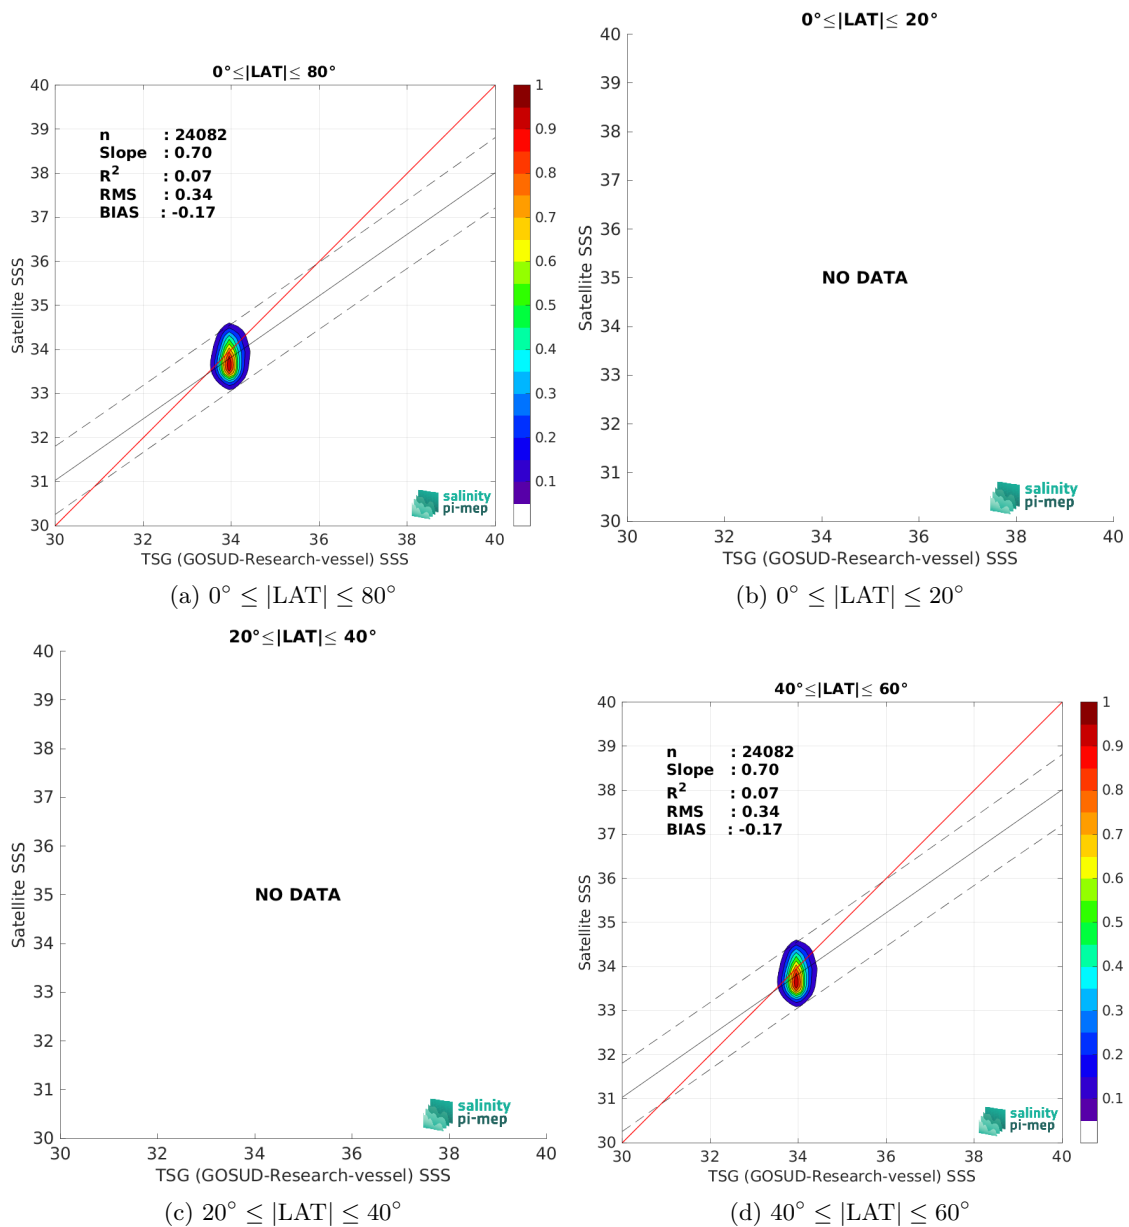 0°≤|LAT|≤ 80°
40
39
38
37
36
35
34
33
32
31
30
Satellite SSS
n : 24082
Slope : 0.70
R² : 0.07
RMS : 0.34
BIAS : -0.17
salinity
pi-mep
30 32 34 36 38 40
TSG (GOSUD-Research-vessel) SSS
1
0.9
0.8
0.7
0.6
0.5
0.4
0.3
0.2
0.1
(a) 0° ≤ |LAT| ≤ 80°
0°≤|LAT|≤ 20°
40
39
38
37
36
35
34
33
32
31
30
Satellite SSS
NO DATA
salinity
pi-mep
30 32 34 36 38 40
TSG (GOSUD-Research-vessel) SSS
(b) 0° ≤ |LAT| ≤ 20°
20°≤|LAT|≤ 40°
40
39
38
37
36
35
34
33
32
31
30
Satellite SSS
NO DATA
salinity
pi-mep
30 32 34 36 38 40
TSG (GOSUD-Research-vessel) SSS
(c) 20° ≤ |LAT| ≤ 40°
40°≤|LAT|≤ 60°
40
39
38
37
36
35
34
33
32
31
30
Satellite SSS
n : 24082
Slope : 0.70
R² : 0.07
RMS : 0.34
BIAS : -0.17
salinity
pi-mep
30 32 34 36 38 40
TSG (GOSUD-Research-vessel) SSS
1
0.9
0.8
0.7
0.6
0.5
0.4
0.3
0.2
0.1
(d) 40° ≤ |LAT| ≤ 60°